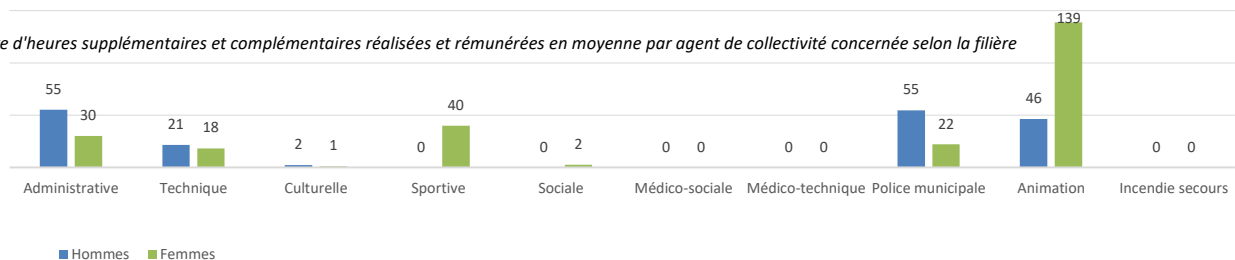 139
e d'heures supplémentaires et complémentaires réalisées et rémunérées en moyenne par agent de collectivité concernée selon la filière
55 30 21 18 2 1 0 40 0 2 0 0 0 0 55 22 46 0 0
Administrative Technique Culturelle Sportive Sociale Médico-sociale Médico-technique Police municipale Animation Incendie secours
Hommes Femmes